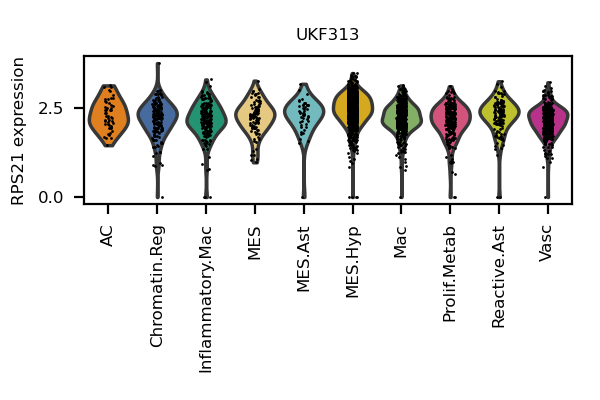 UKF313
RPS21 expression
2.5
0.0
AC
Chromatin.Reg
Inflammatory.Mac
MES
MES.Ast
MES.Hyp
Mac
Prolif.Metab
Reactive.Ast
Vasc